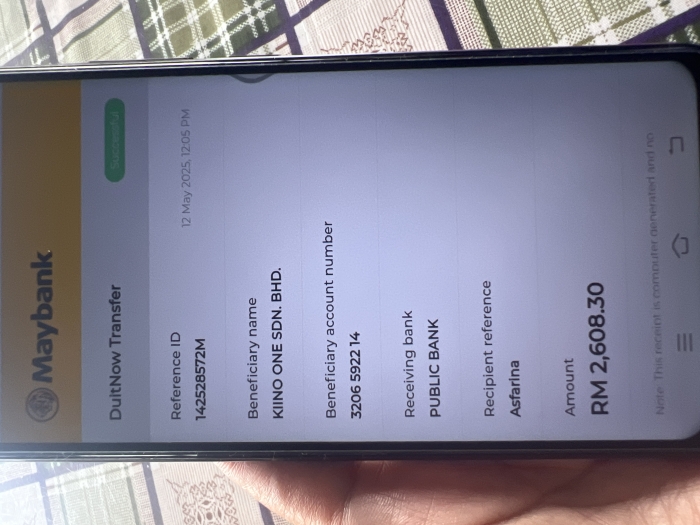 Maybank
DuitNow Transfer
Successful
Reference ID
142528572M
12 May 2025, 12:05 PM
Beneficiary name
KIINO ONE SDN. BHD.
Beneficiary account number
3206 5922 14
Receiving bank
PUBLIC BANK
Recipient reference
Asfarina
Amount
RM 2,608.30
Note: This receipt is computer generated and no